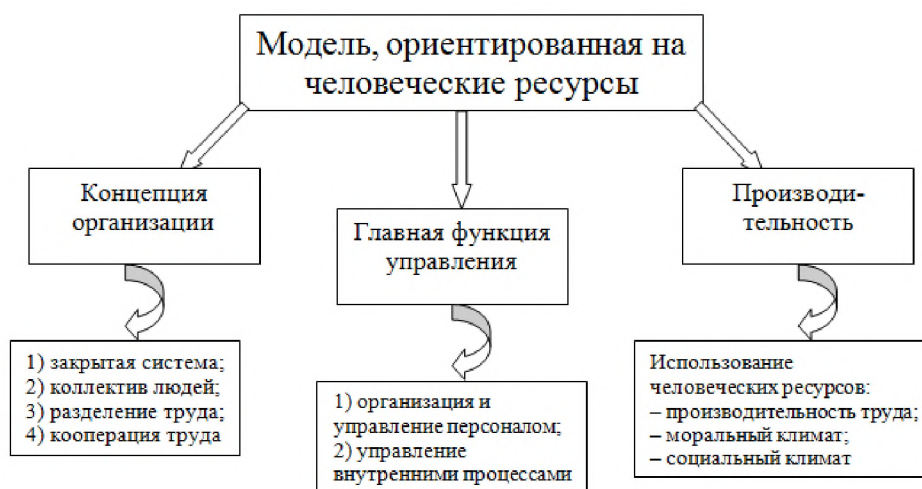 Модель, ориентированная на
человеческие ресурсы
Концепция
организации
Главная функция
управления
Производи-
тельность
1) закрытая система;
2) коллектив людей;
3) разделение труда;
4) кооперация труда
1) организация и
управление персоналом;
2) управление
внутренними процессами
Использование
человеческих ресурсов:
– производительность труда;
– моральный климат;
– социальный климат